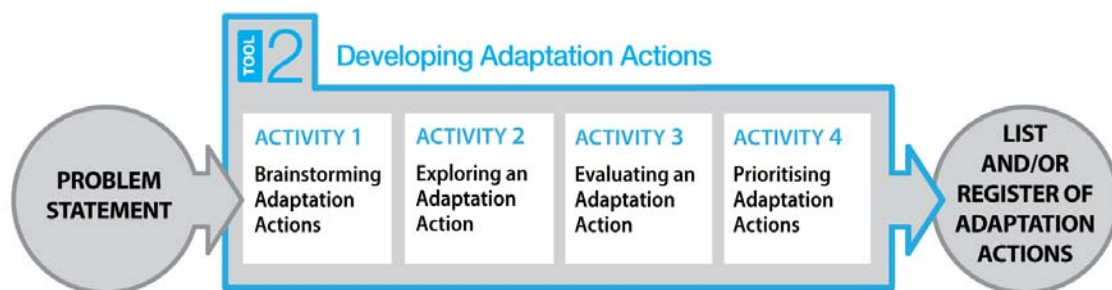 TOOL 2 Developing Adaptation Actions
PROBLEM
STATEMENT
ACTIVITY 1
Brainstorming
Adaptation
Actions
ACTIVITY 2
Exploring an
Adaptation
Action
ACTIVITY 3
Evaluating an
Adaptation
Action
ACTIVITY 4
Prioritising
Adaptation
Actions
LIST
AND/OR
REGISTER OF
ADAPTATION
ACTIONS